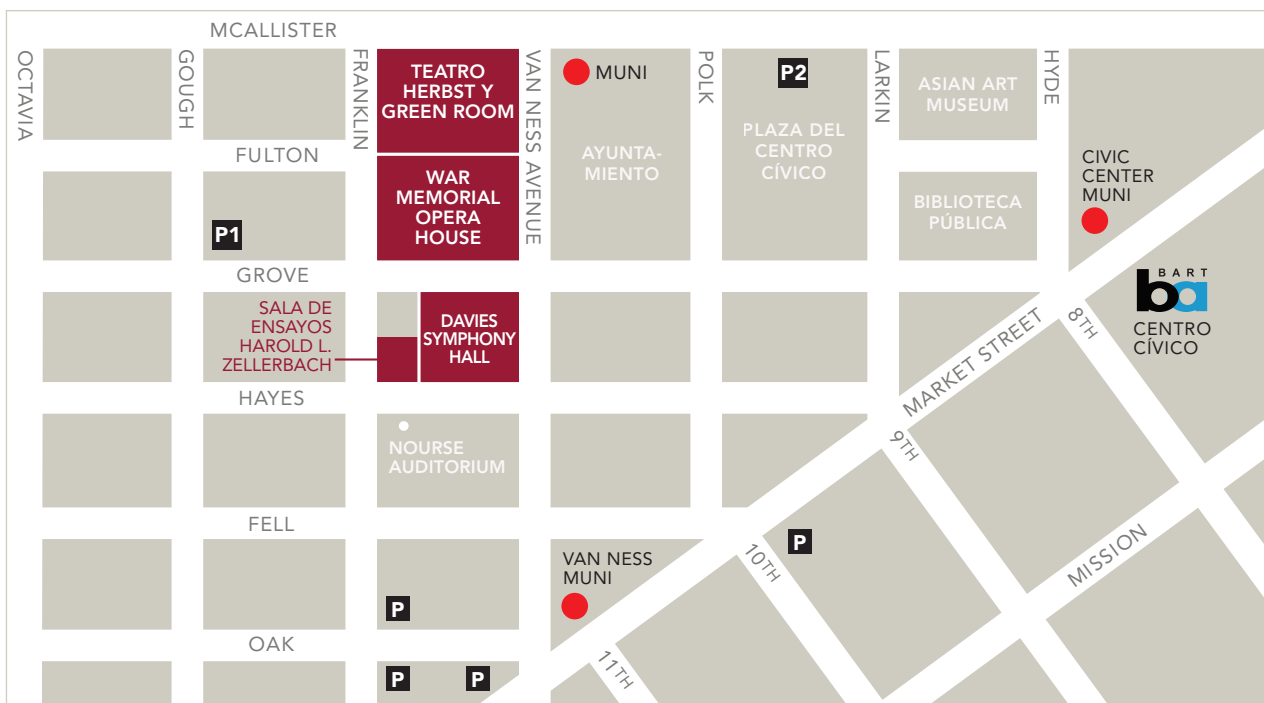 MCALLISTER
OCTAVIA
GOUGH
FRANKLIN
TEATRO
HERBST Y
GREEN ROOM
VAN NESS AVENUE
MUNI
POLK
P2
LARKIN
ASIAN ART
MUSEUM
HYDE
FULTON
WAR
MEMORIAL
OPERA
HOUSE
AYUNTA-
MIENTO
PLAZA DEL
CENTRO
CÍVICO
BIBLIOTECA
PÚBLICA
CIVIC
CENTER
MUNI
P1
GROVE
SALA DE
ENSAYOS
HAROLD L.
ZELLERBACH
DAVIES
SYMPHONY
HALL
BART
ba
CENTRO
CÍVICO
MARKET STREET
8TH
HAYES
NOURSE
AUDITORIUM
9TH
FELL
VAN NESS
MUNI
10TH
P
MISSION
P
OAK
P
P
11TH